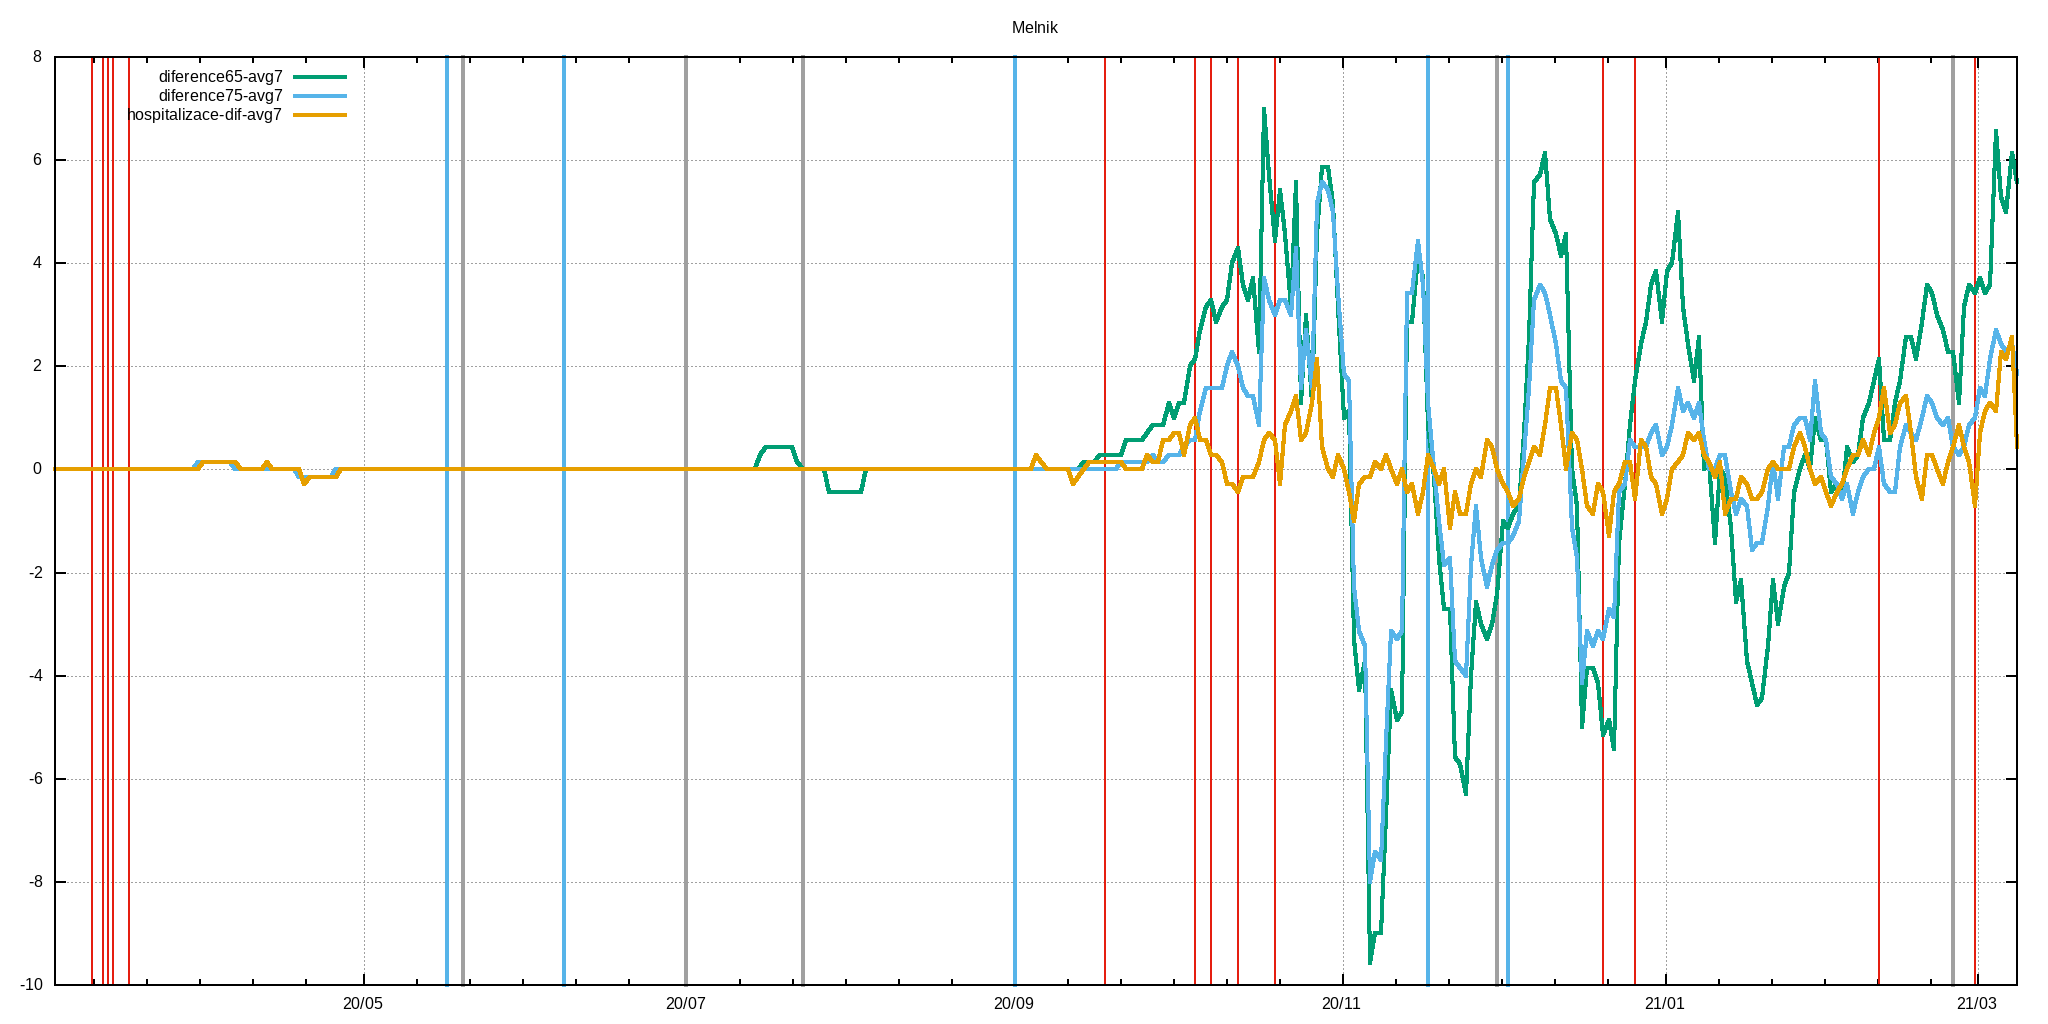 Melnik
8
diference65-avg7
diference75-avg7
hospitalizace-dif-avg7
6
4
2
0
-2
-4
-6
-8
-10
20/05 20/07 20/09 20/11 21/01 21/03